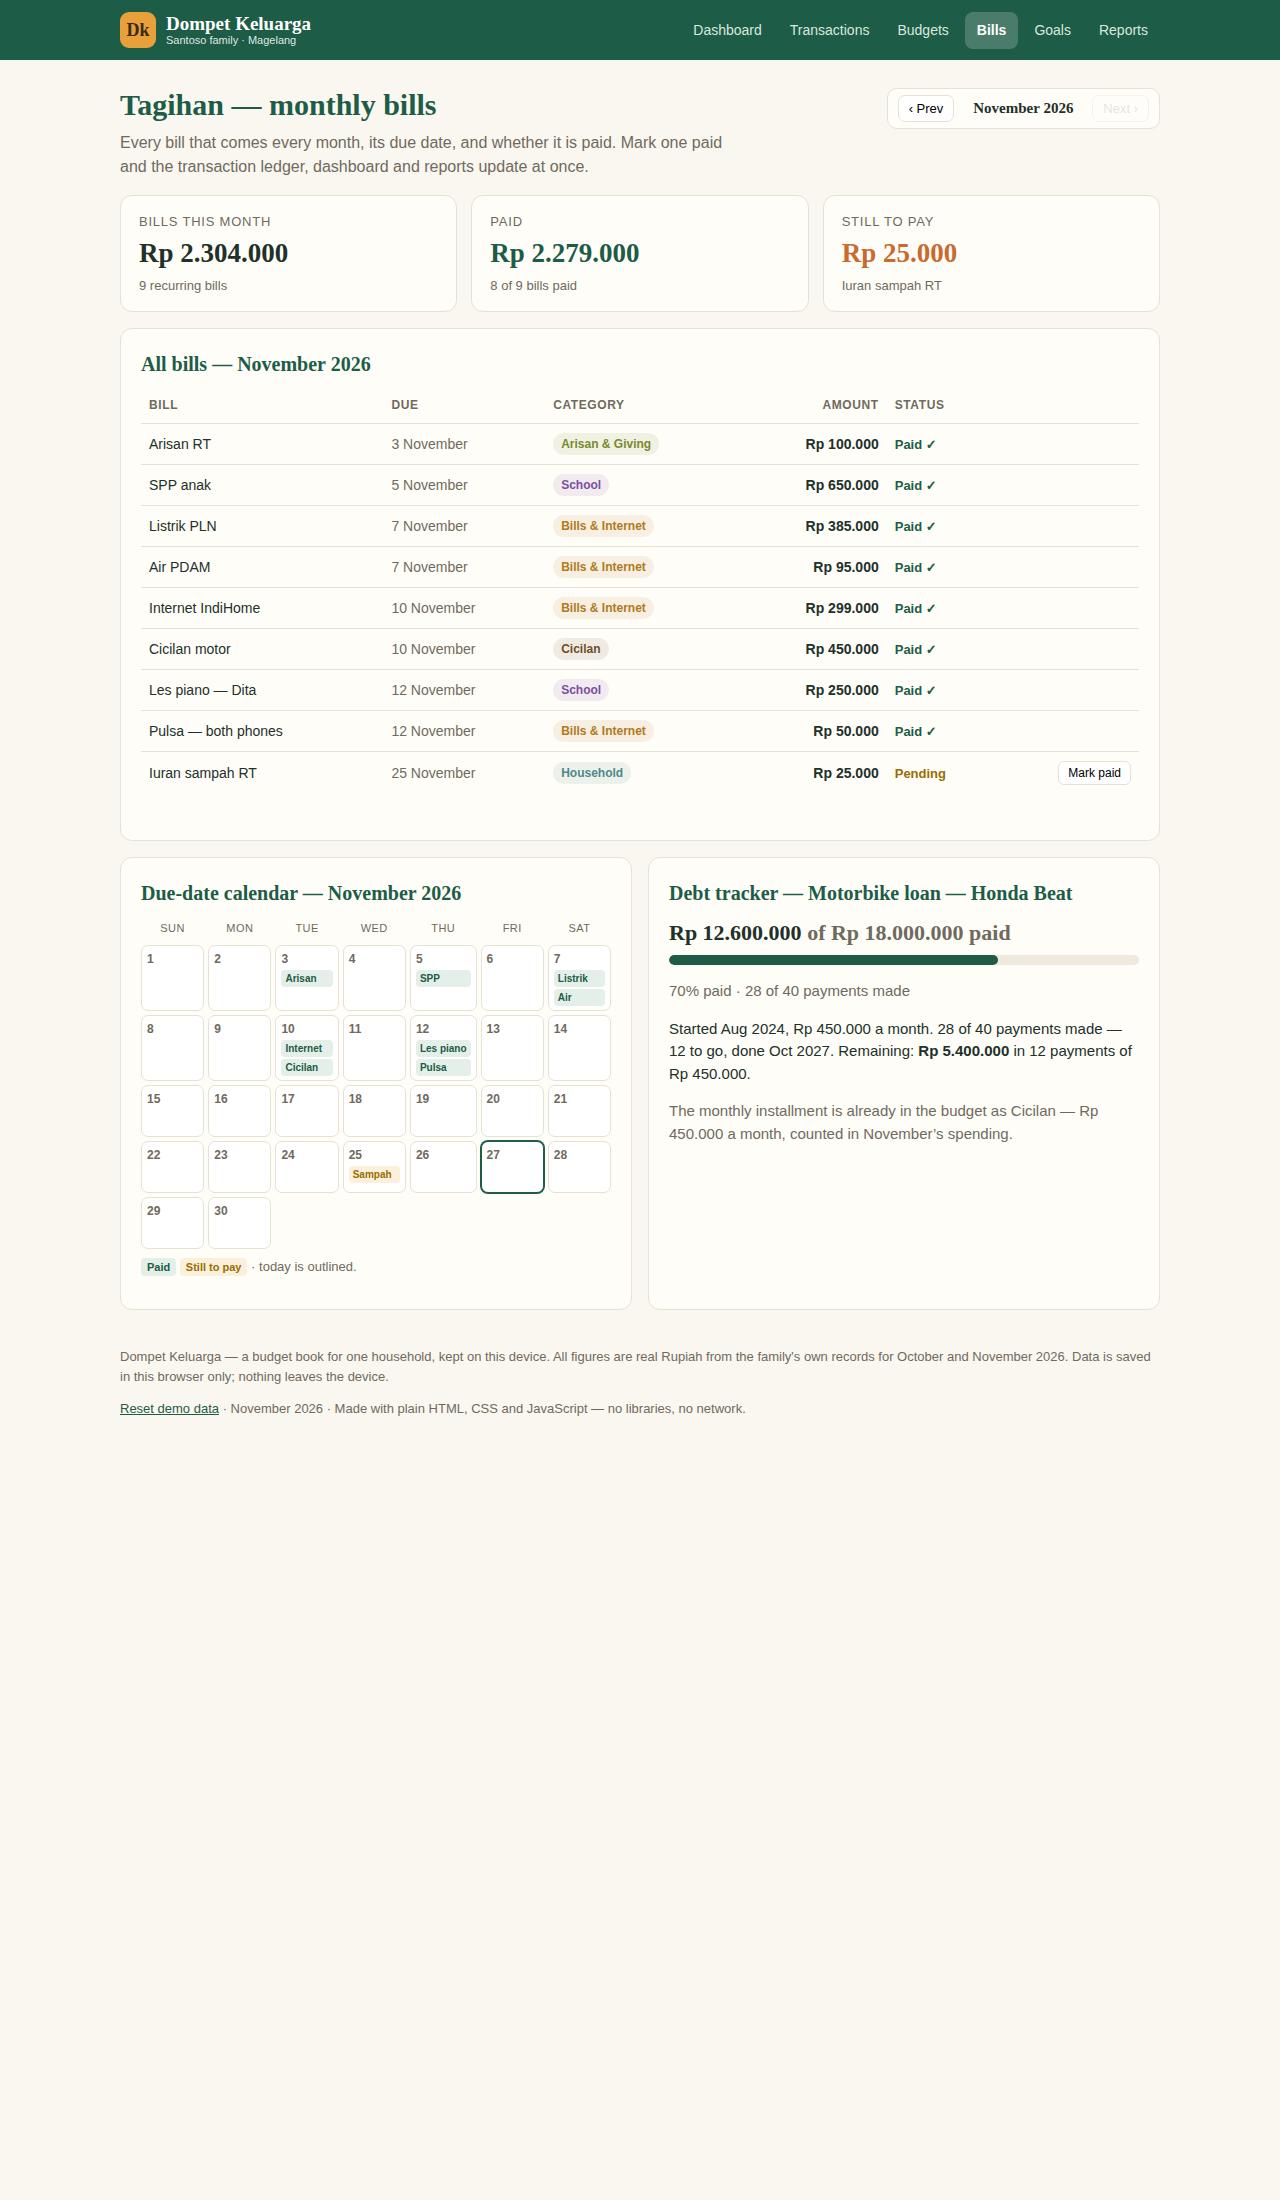 Dk
Dompet Keluarga
Santoso family · Magelang
Dashboard Transactions Budgets Bills Goals Reports
Tagihan — monthly bills
‹ Prev November 2026 Next ›
Every bill that comes every month, its due date, and whether it is paid. Mark one paid
and the transaction ledger, dashboard and reports update at once.
BILLS THIS MONTH
Rp 2.304.000
9 recurring bills
PAID
Rp 2.279.000
8 of 9 bills paid
STILL TO PAY
Rp 25.000
Iuran sampah RT
All bills — November 2026
BILL DUE CATEGORY AMOUNT STATUS
Arisan RT 3 November Arisan & Giving Rp 100.000 Paid ✓
SPP anak 5 November School Rp 650.000 Paid ✓
Listrik PLN 7 November Bills & Internet Rp 385.000 Paid ✓
Air PDAM 7 November Bills & Internet Rp 95.000 Paid ✓
Internet IndiHome 10 November Bills & Internet Rp 299.000 Paid ✓
Cicilan motor 10 November Cicilan Rp 450.000 Paid ✓
Les piano — Dita 12 November School Rp 250.000 Paid ✓
Pulsa — both phones 12 November Bills & Internet Rp 50.000 Paid ✓
Iuran sampah RT 25 November Household Rp 25.000 Pending Mark paid
Due-date calendar — November 2026
SUN MON TUE WED THU FRI SAT
1 2 3 4 5 6 7
Arisan SPP Listrik
Air
8 9 10 11 12 13 14
Internet Les piano
Cicilan Pulsa
15 16 17 18 19 20 21
22 23 24 25 26 27 28
Sampah
29 30
Paid Still to pay · today is outlined.
Debt tracker — Motorbike loan — Honda Beat
Rp 12.600.000 of Rp 18.000.000 paid
70% paid · 28 of 40 payments made
Started Aug 2024, Rp 450.000 a month. 28 of 40 payments made —
12 to go, done Oct 2027. Remaining: Rp 5.400.000 in 12 payments of
Rp 450.000.
The monthly installment is already in the budget as Cicilan — Rp
450.000 a month, counted in November’s spending.
Dompet Keluarga — a budget book for one household, kept on this device. All figures are real Rupiah from the family's own records for October and November 2026. Data is saved
in this browser only; nothing leaves the device.
Reset demo data · November 2026 · Made with plain HTML, CSS and JavaScript — no libraries, no network.